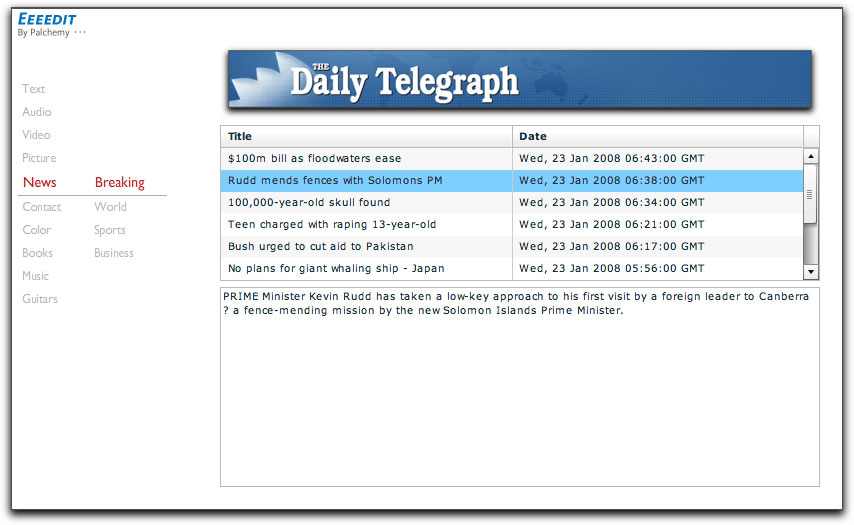 EEEEDIT
By Palchemy ...
THE
Daily Telegraph
Text
Audio
Video
Picture
News Breaking
Contact World
Color Sports
Books Business
Music
Guitars
Title Date
$100m bill as floodwaters ease Wed, 23 Jan 2008 06:43:00 GMT
Rudd mends fences with Solomons PM Wed, 23 Jan 2008 06:38:00 GMT
100,000-year-old skull found Wed, 23 Jan 2008 06:34:00 GMT
Teen charged with raping 13-year-old Wed, 23 Jan 2008 06:21:00 GMT
Bush urged to cut aid to Pakistan Wed, 23 Jan 2008 06:17:00 GMT
No plans for giant whaling ship - Japan Wed, 23 Jan 2008 05:56:00 GMT
PRIME Minister Kevin Rudd has taken a low-key approach to his first visit by a foreign leader to Canberra
? a fence-mending mission by the new Solomon Islands Prime Minister.